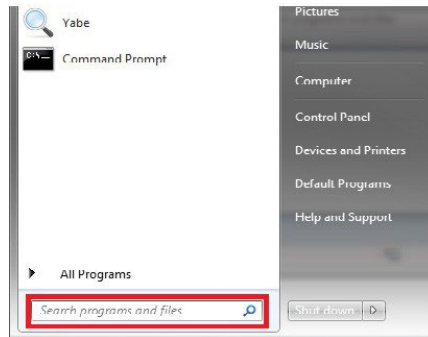 Yabe
C:\_
Command Prompt
All Programs
Search programs and files
Pictures
Music
Computer
Control Panel
Devices and Printers
Default Programs
Help and Support
Shut down